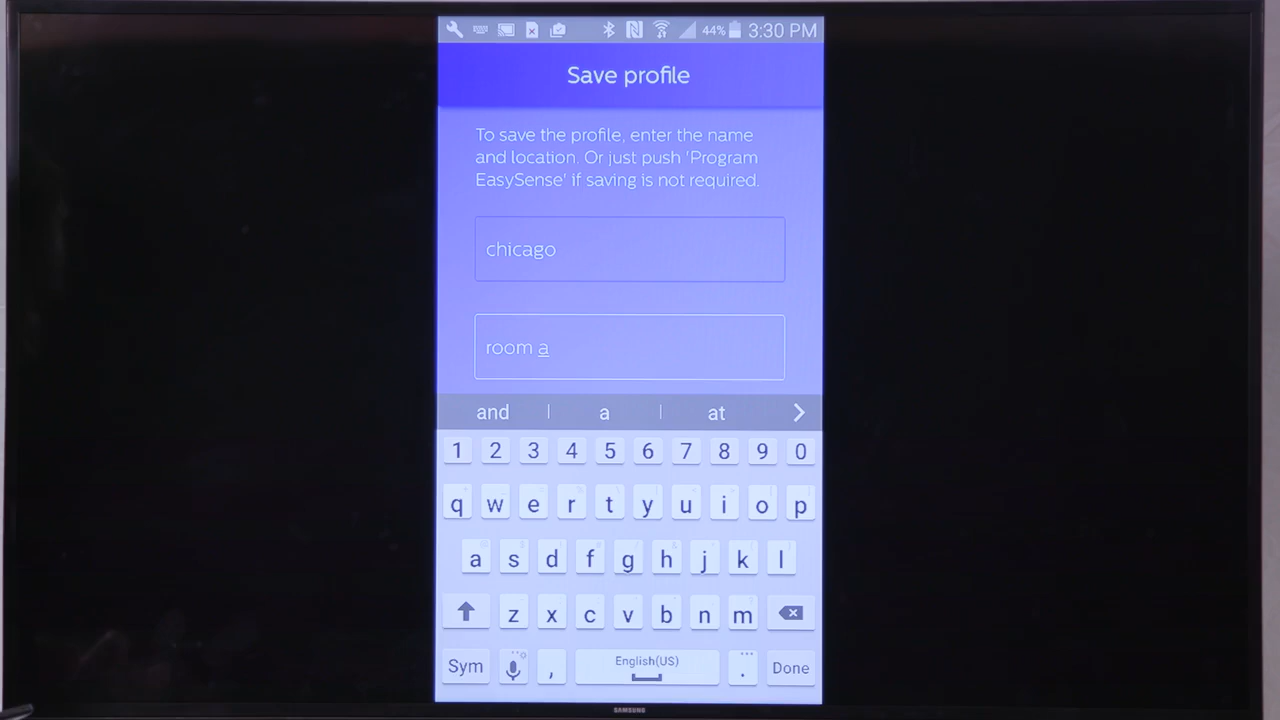 44% 3:30 PM
Save profile
To save the profile, enter the name
and location. Or just push 'Program
EasySense' if saving is not required.
chicago
room a
and a at
1 2 3 4 5 6 7 8 9 0
q w e r t y u i o p
a s d f g h j k l
z x c v b n m
Sym , English(US) . Done
SAMSUNG